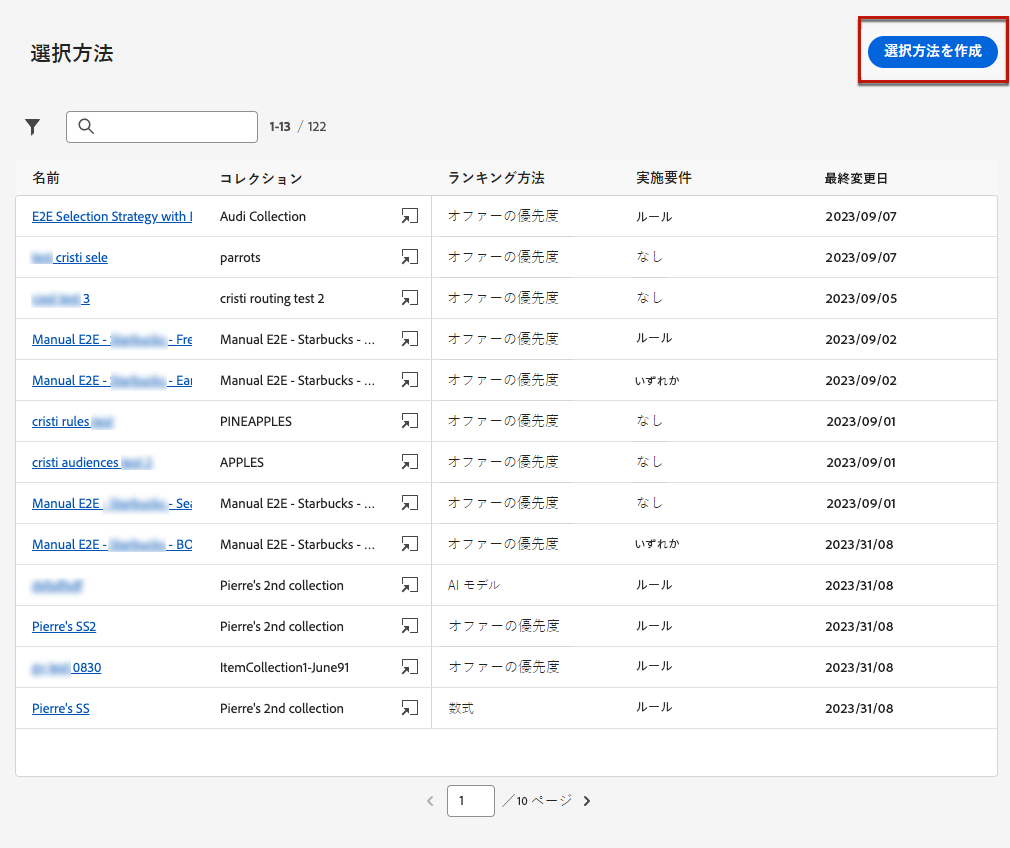 選択方法
選択方法を作成
1-13 / 122
名前 コレクション ランキング方法 実施要件 最終変更日
E2E Selection Strategy with Audi Collection オファーの優先度 ルール 2023/09/07
cristi sele parrots オファーの優先度 なし 2023/09/07
3 cristi routing test 2 オファーの優先度 なし 2023/09/05
Manual E2E - - Fre Manual E2E - Starbucks - ... オファーの優先度 ルール 2023/09/02
Manual E2E - - Ear Manual E2E - Starbucks - ... オファーの優先度 いずれか 2023/09/02
cristi rules PINEAPPLES オファーの優先度 なし 2023/09/01
cristi audiences APPLES オファーの優先度 なし 2023/09/01
Manual E2E - Sea Manual E2E - Starbucks - ... オファーの優先度 なし 2023/09/01
Manual E2E - - BO Manual E2E - Starbucks - ... オファーの優先度 いずれか 2023/31/08
Pierre's 2nd collection AI モデル ルール 2023/31/08
Pierre's SS2 Pierre's 2nd collection オファーの優先度 ルール 2023/31/08
0830 ItemCollection1-June91 オファーの優先度 ルール 2023/31/08
Pierre's SS Pierre's 2nd collection 数式 ルール 2023/31/08
1 ／10 ページ